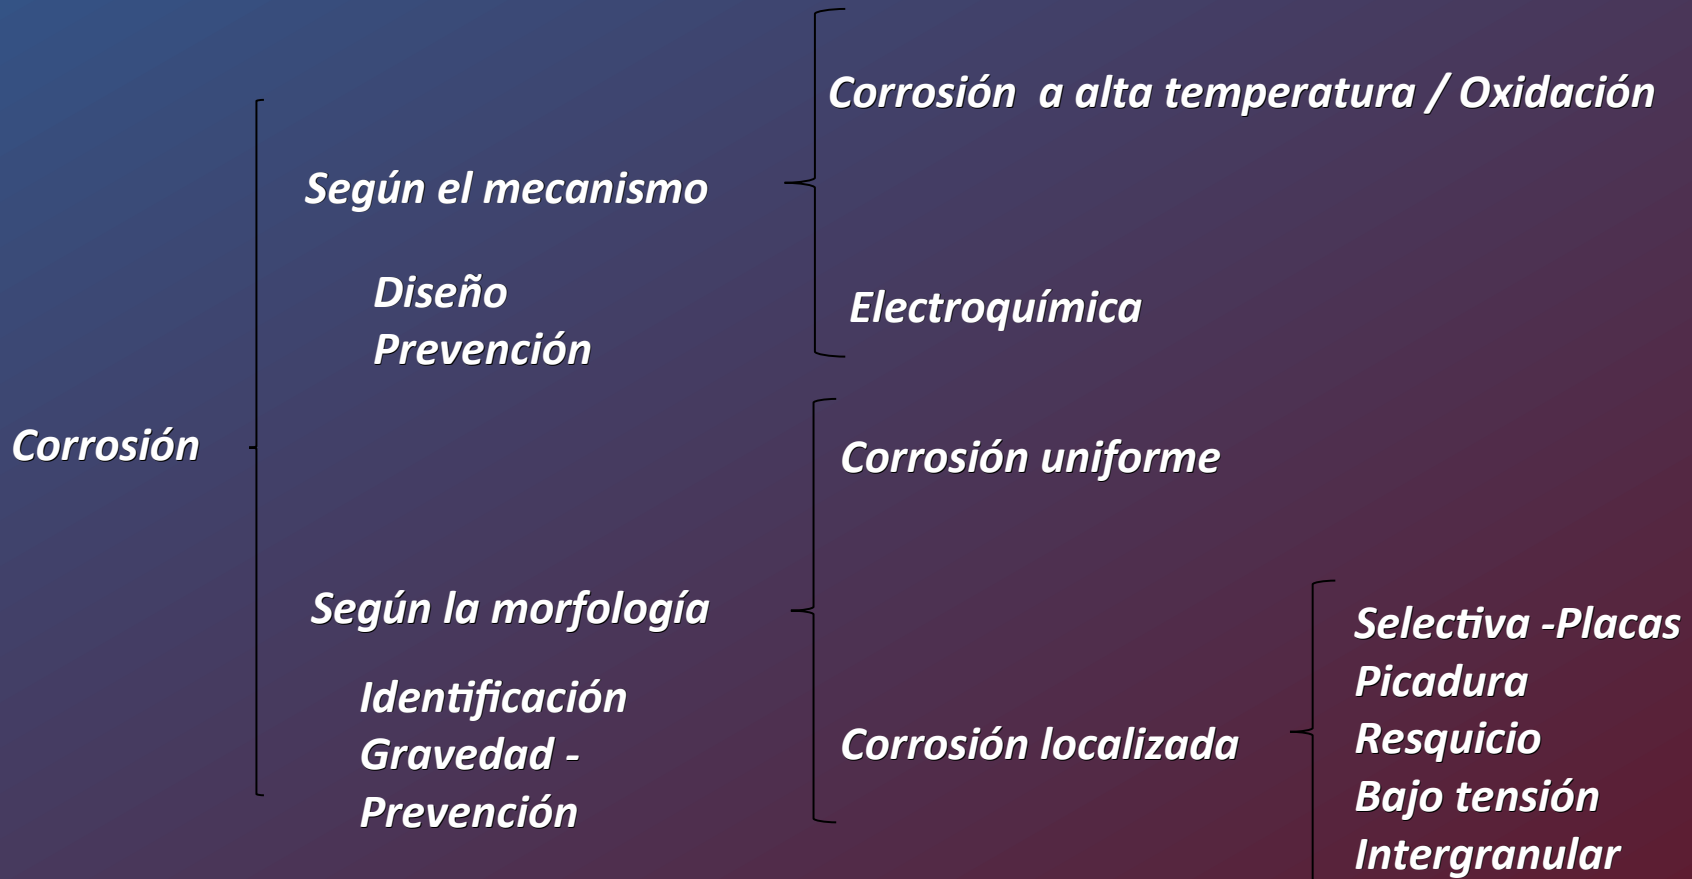 Corrosión
Según el mecanismo
Diseño
Prevención
Corrosión  a alta temperatura / Oxidación
Electroquímica
Según la morfología
Identificación
Gravedad -
Prevención
Corrosión uniforme
Corrosión localizada
Selectiva -Placas
Picadura
Resquicio
Bajo tensión
Intergranular